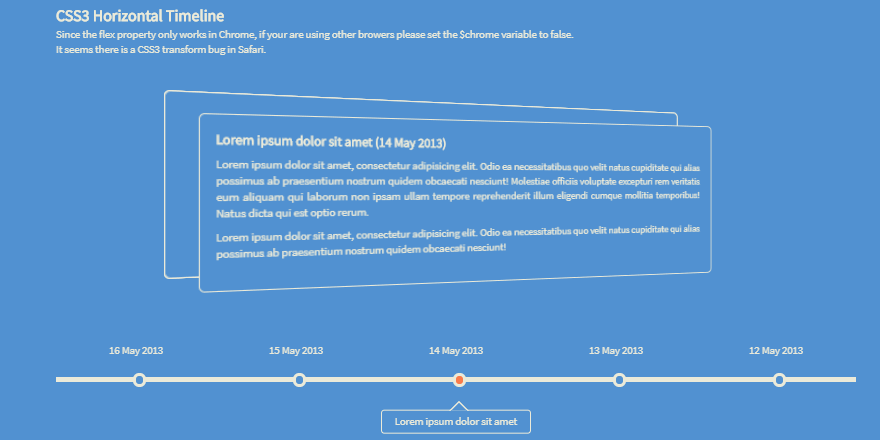 CSS3 Horizontal Timeline
Since the flex property only works in Chrome, if your are using other browers please set the $chrome variable to false.
It seems there is a CSS3 transform bug in Safari.
Lorem ipsum dolor sit amet (14 May 2013)
Lorem ipsum dolor sit amet, consectetur adipisicing elit. Odio ea necessitatibus quo velit natus cupiditate qui alias
possimus ab praesentium nostrum quidem obcaecati nesciunt! Molestiae officiis voluptate excepturi rem veritatis
eum aliquam qui laborum non ipsam ullam tempore reprehenderit illum eligendi cumque mollitia temporibus!
Natus dicta qui est optio rerum.
Lorem ipsum dolor sit amet, consectetur adipisicing elit. Odio ea necessitatibus quo velit natus cupiditate qui alias
possimus ab praesentium nostrum quidem obcaecati nesciunt!
16 May 2013
15 May 2013
14 May 2013
13 May 2013
12 May 2013
Lorem ipsum dolor sit amet